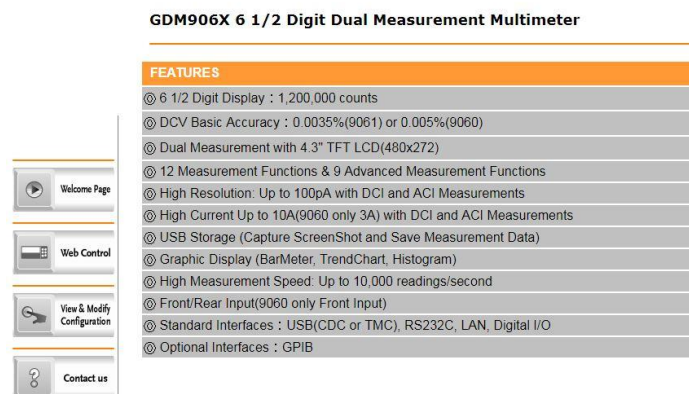 GDM906X 6 1/2 Digit Dual Measurement Multimeter
FEATURES
6 1/2 Digit Display：1,200,000 counts
DCV Basic Accuracy：0.0035%(9061) or 0.005%(9060)
Dual Measurement with 4.3" TFT LCD(480x272)
12 Measurement Functions & 9 Advanced Measurement Functions
High Resolution: Up to 100pA with DCI and ACI Measurements
High Current Up to 10A(9060 only 3A) with DCI and ACI Measurements
USB Storage (Capture ScreenShot and Save Measurement Data)
Graphic Display (BarMeter, TrendChart, Histogram)
High Measurement Speed: Up to 10,000 readings/second
Front/Rear Input(9060 only Front Input)
Standard Interfaces：USB(CDC or TMC), RS232C, LAN, Digital I/O
Optional Interfaces：GPIB
Welcome Page
Web Control
View & Modify
Configuration
Contact us